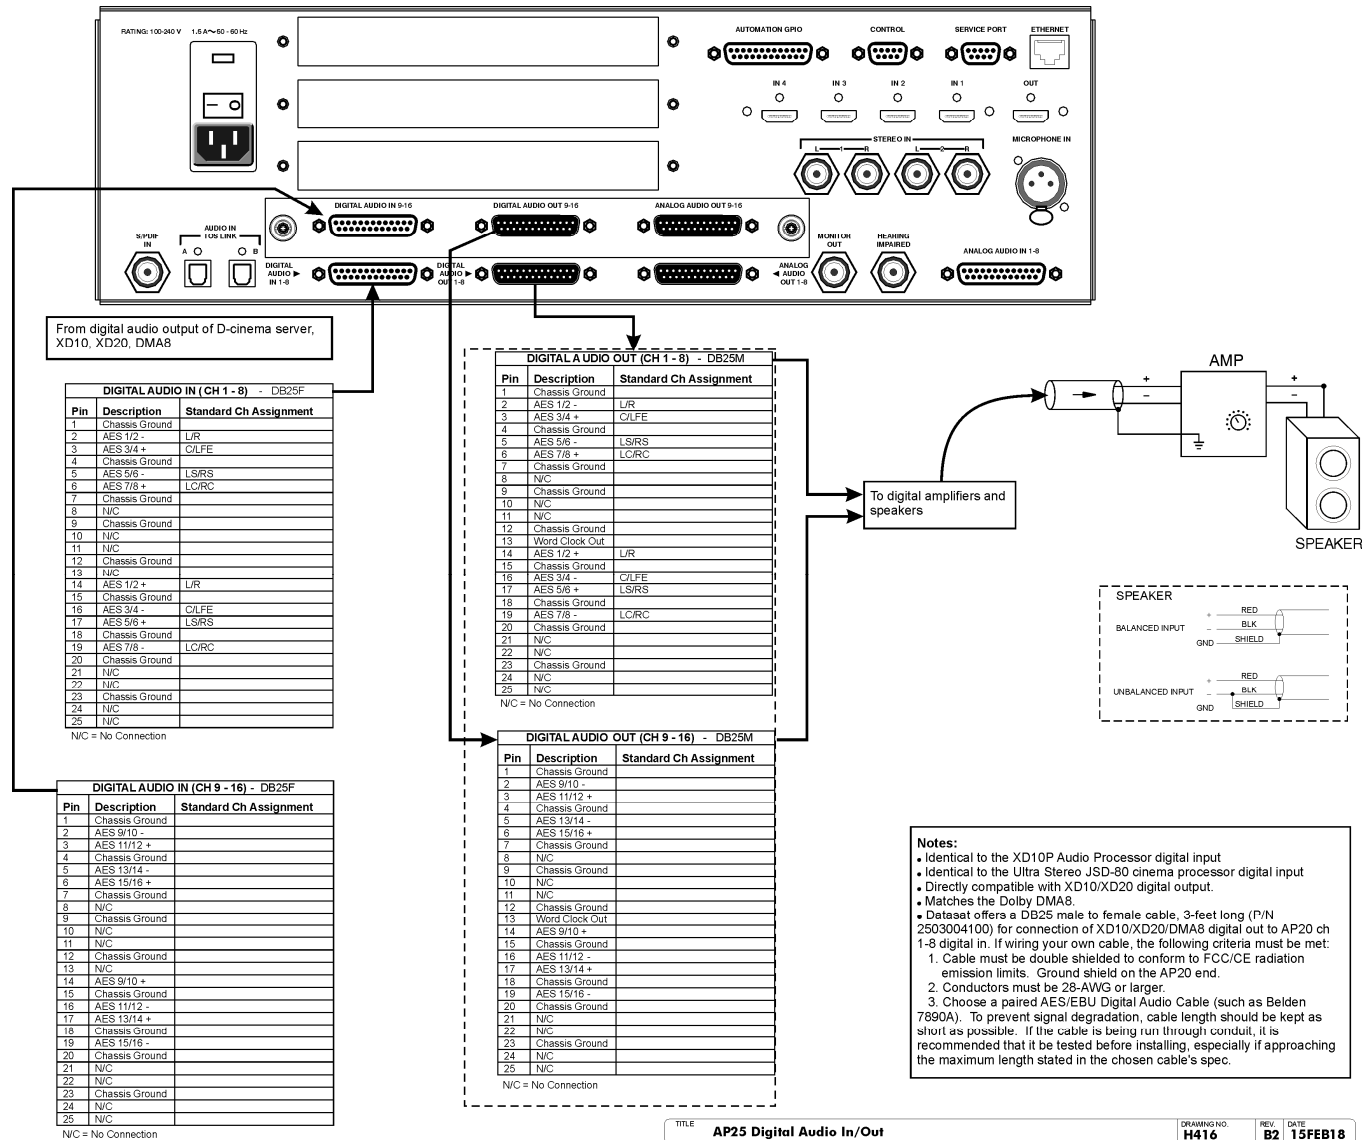 RATING: 100-240 V 1.5 A～50 - 60 Hz
AUTOMATION GPIO
CONTROL
SERVICE PORT
ETHERNET
IN 4
IN 3
IN 2
IN 1
OUT
STEREO IN
L 1 R
L 2 R
MICROPHONE IN
DIGITAL AUDIO IN 9-16
DIGITAL AUDIO OUT 9-16
ANALOG AUDIO OUT 9-16
S/PDIF
IN
AUDIO IN
TOS LINK
A
B
DIGITAL
AUDIO
IN 1-8
DIGITAL
AUDIO
OUT 1-8
ANALOG
AUDIO
OUT 1-8
MONITOR
OUT
HEARING
IMPAIRED
ANALOG AUDIO IN 1-8
From digital audio output of D-cinema server,
XD10, XD20, DMA8
DIGITAL AUDIO IN ( CH 1 - 8) - DB25F
Pin Description Standard Ch Assignment
1 Chassis Ground
2 AES 1/2 - L/R
3 AES 3/4 + C/LFE
4 Chassis Ground
5 AES 5/6 - LS/RS
6 AES 7/8 + LC/RC
7 Chassis Ground
8 N/C
9 Chassis Ground
10 N/C
11 N/C
12 Chassis Ground
13 N/C
14 AES 1/2 + L/R
15 Chassis Ground
16 AES 3/4 - C/LFE
17 AES 5/6 + LS/RS
18 Chassis Ground
19 AES 7/8 - LC/RC
20 Chassis Ground
21 N/C
22 N/C
23 Chassis Ground
24 N/C
25 N/C
N/C = No Connection
DIGITAL AUDIO IN (CH 9 - 16) - DB25F
Pin Description Standard Ch Assignment
1 Chassis Ground
2 AES 9/10 -
3 AES 11/12 +
4 Chassis Ground
5 AES 13/14 -
6 AES 15/16 +
7 Chassis Ground
8 N/C
9 Chassis Ground
10 N/C
11 N/C
12 Chassis Ground
13 N/C
14 AES 9/10 +
15 Chassis Ground
16 AES 11/12 -
17 AES 13/14 +
18 Chassis Ground
19 AES 15/16 -
20 Chassis Ground
21 N/C
22 N/C
23 Chassis Ground
24 N/C
25 N/C
N/C = No Connection
DIGITAL AUDIO OUT (CH 1 - 8) - DB25M
Pin Description Standard Ch Assignment
1 Chassis Ground
2 AES 1/2 - L/R
3 AES 3/4 + C/LFE
4 Chassis Ground
5 AES 5/6 - LS/RS
6 AES 7/8 + LC/RC
7 Chassis Ground
8 N/C
9 Chassis Ground
10 N/C
11 N/C
12 Chassis Ground
13 Word Clock Out
14 AES 1/2 + L/R
15 Chassis Ground
16 AES 3/4 - C/LFE
17 AES 5/6 + LS/RS
18 Chassis Ground
19 AES 7/8 - LC/RC
20 Chassis Ground
21 N/C
22 N/C
23 Chassis Ground
24 N/C
25 N/C
N/C = No Connection
DIGITAL AUDIO OUT (CH 9 - 16) - DB25M
Pin Description Standard Ch Assignment
1 Chassis Ground
2 AES 9/10 -
3 AES 11/12 +
4 Chassis Ground
5 AES 13/14 -
6 AES 15/16 +
7 Chassis Ground
8 N/C
9 Chassis Ground
10 N/C
11 N/C
12 Chassis Ground
13 Word Clock Out
14 AES 9/10 +
15 Chassis Ground
16 AES 11/12 -
17 AES 13/14 +
18 Chassis Ground
19 AES 15/16 -
20 Chassis Ground
21 N/C
22 N/C
23 Chassis Ground
24 N/C
25 N/C
N/C = No Connection
To digital amplifiers and
speakers
AMP
+ +
− −
SPEAKER
SPEAKER
BALANCED INPUT
+ RED
− BLK
GND SHIELD
UNBALANCED INPUT
+ RED
− BLK
GND SHIELD
Notes:
• Identical to the XD10P Audio Processor digital input
• Identical to the Ultra Stereo JSD-80 cinema processor digital input
• Directly compatible with XD10/XD20 digital output.
• Matches the Dolby DMA8.
• Datasat offers a DB25 male to female cable, 3-feet long (P/N
2503004100) for connection of XD10/XD20/DMA8 digital out to AP20 ch
1-8 digital in. If wiring your own cable, the following criteria must be met:
1. Cable must be double shielded to conform to FCC/CE radiation
emission limits. Ground shield on the AP20 end.
2. Conductors must be 28-AWG or larger.
3. Choose a paired AES/EBU Digital Audio Cable (such as Belden
7890A). To prevent signal degradation, cable length should be kept as
short as possible. If the cable is being run through conduit, it is
recommended that it be tested before installing, especially if approaching
the maximum length stated in the chosen cable's spec.
TITLE
AP25 Digital Audio In/Out
DRAWING NO.
H416
REV.
B2
DATE
15FEB18